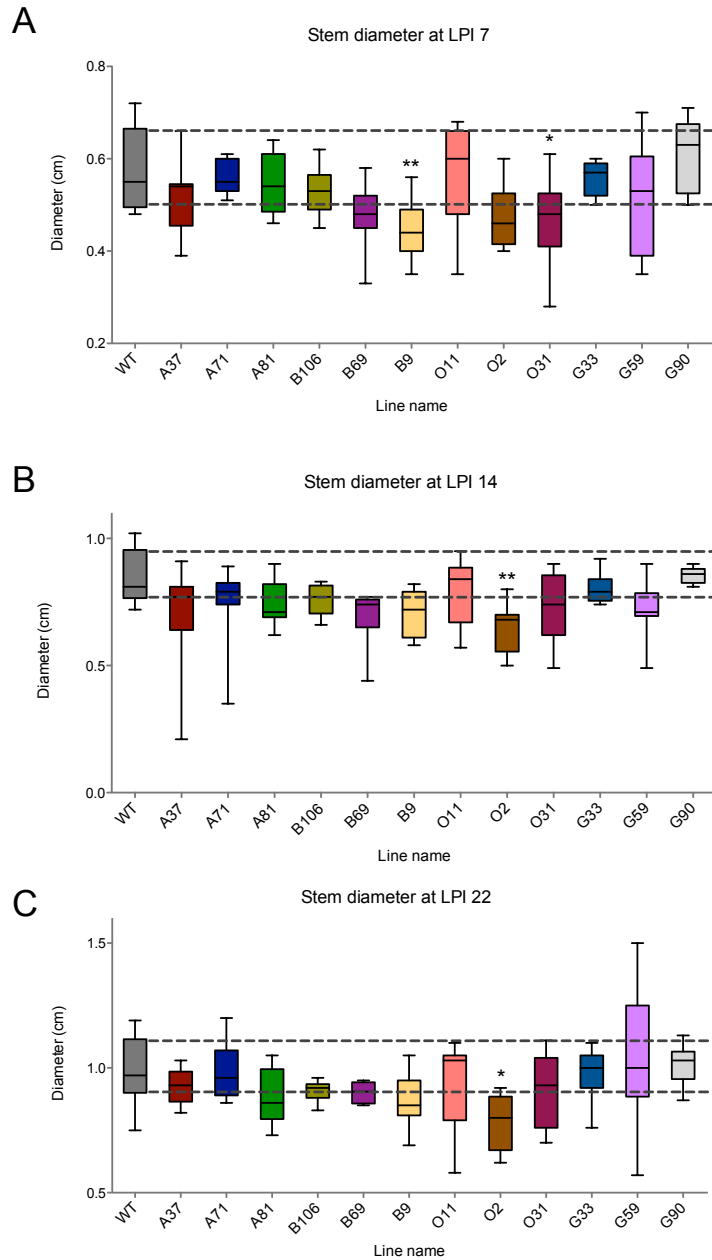 A
Stem diameter at LPI 7
0.8
0.6
0.4
0.2
Diameter (cm)
**
*
WT A37 A71 A81 B106 B69 B9 O11 O2 O31 G33 G59 G90
Line name
B
Stem diameter at LPI 14
1.0
0.5
0.0
Diameter (cm)
**
WT A37 A71 A81 B106 B69 B9 O11 O2 O31 G33 G59 G90
Line name
C
Stem diameter at LPI 22
1.5
1.0
0.5
Diameter (cm)
*
WT A37 A71 A81 B106 B69 B9 O11 O2 O31 G33 G59 G90
Line name